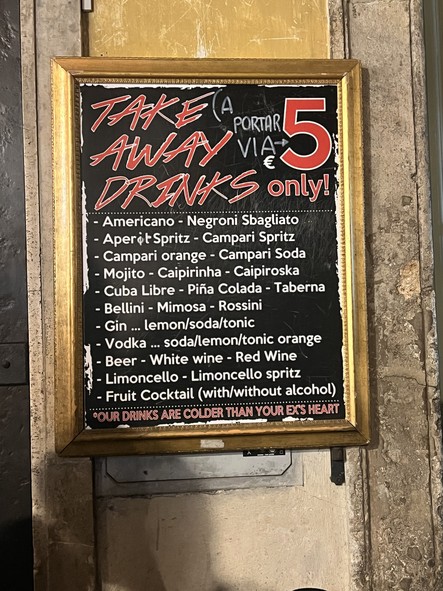 TAKE (A
PORTAR
AWAY VIA→ € 5
DRINKS only!
- Americano - Negroni Sbagliato
- Aperol Spritz - Campari Spritz
- Campari orange - Campari Soda
- Mojito - Caipirinha - Caipiroska
- Cuba Libre - Piña Colada - Taberna
- Bellini - Mimosa - Rossini
- Gin ... lemon/soda/tonic
- Vodka ... soda/lemon/tonic orange
- Beer - White wine - Red Wine
- Limoncello - Limoncello spritz
- Fruit Cocktail (with/without alcohol)
*OUR DRINKS ARE COLDER THAN YOUR EX'S HEART